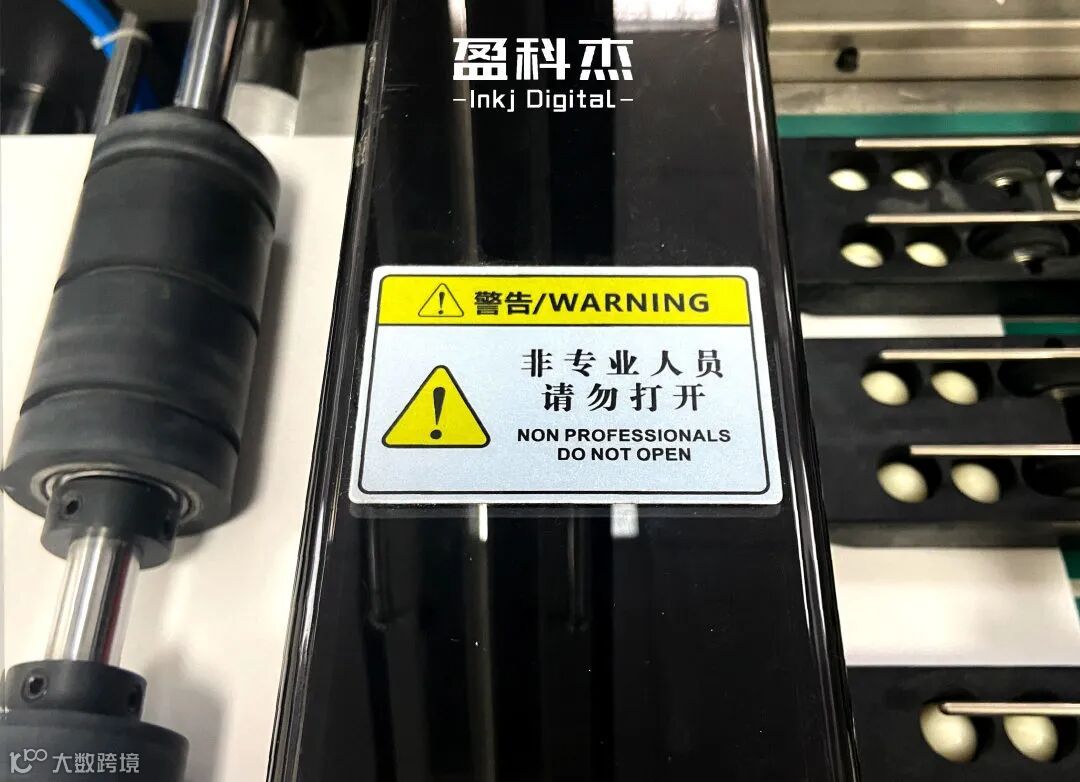 盈科杰
-Inkj Digital-
警告/WARNING
非专业人员
请勿打开
NON PROFESSIONALS
DO NOT OPEN
大数跨境